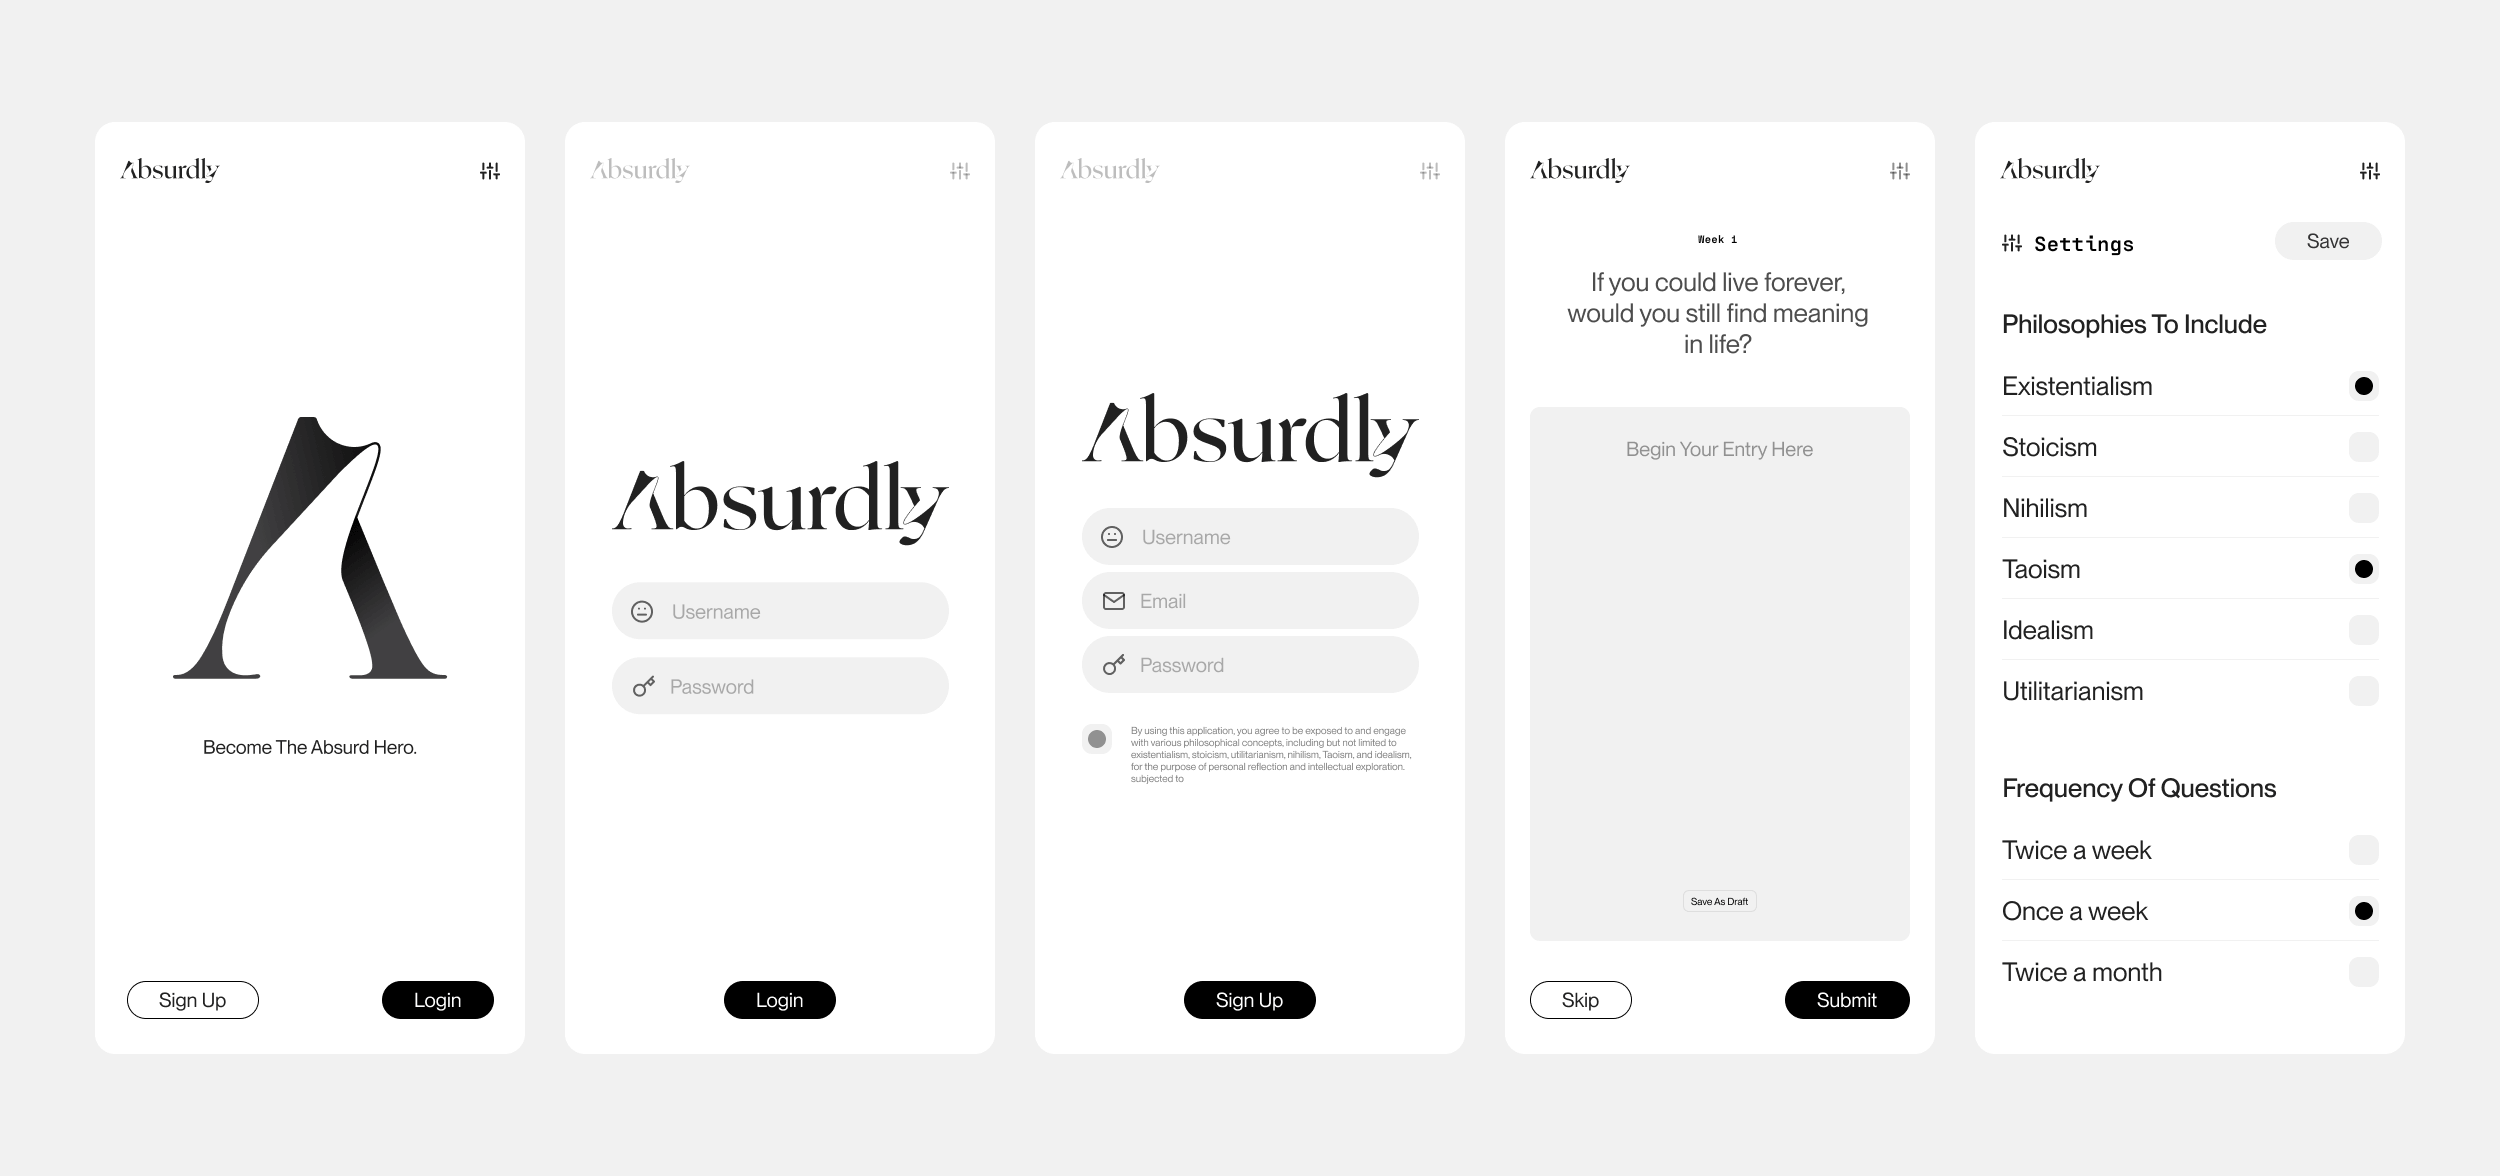 Absurdly
Become The Absurd Hero.
Sign Up
Login
Absurdly
Absurdly
Username
Password
Login
Absurdly
Absurdly
Username
Email
Password
By using this application, you agree to be exposed to and engage
with various philosophical concepts, including but not limited to
existentialism, stoicism, utilitarianism, nihilism, Taoism, and idealism,
for the purpose of personal reflection and intellectual exploration.
subjected to
Sign Up
Absurdly
Week 1
If you could live forever,
would you still find meaning
in life?
Begin Your Entry Here
Save As Draft
Skip
Submit
Absurdly
Settings
Save
Philosophies To Include
Existentialism
Stoicism
Nihilism
Taoism
Idealism
Utilitarianism
Frequency Of Questions
Twice a week
Once a week
Twice a month